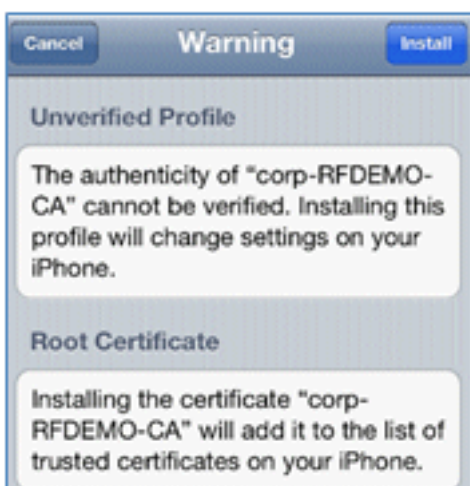 Cancel Warning Install
Unverified Profile
The authenticity of “corp-RFDEMO-
CA” cannot be verified. Installing this
profile will change settings on your
iPhone.
Root Certificate
Installing the certificate “corp-
RFDEMO-CA” will add it to the list of
trusted certificates on your iPhone.